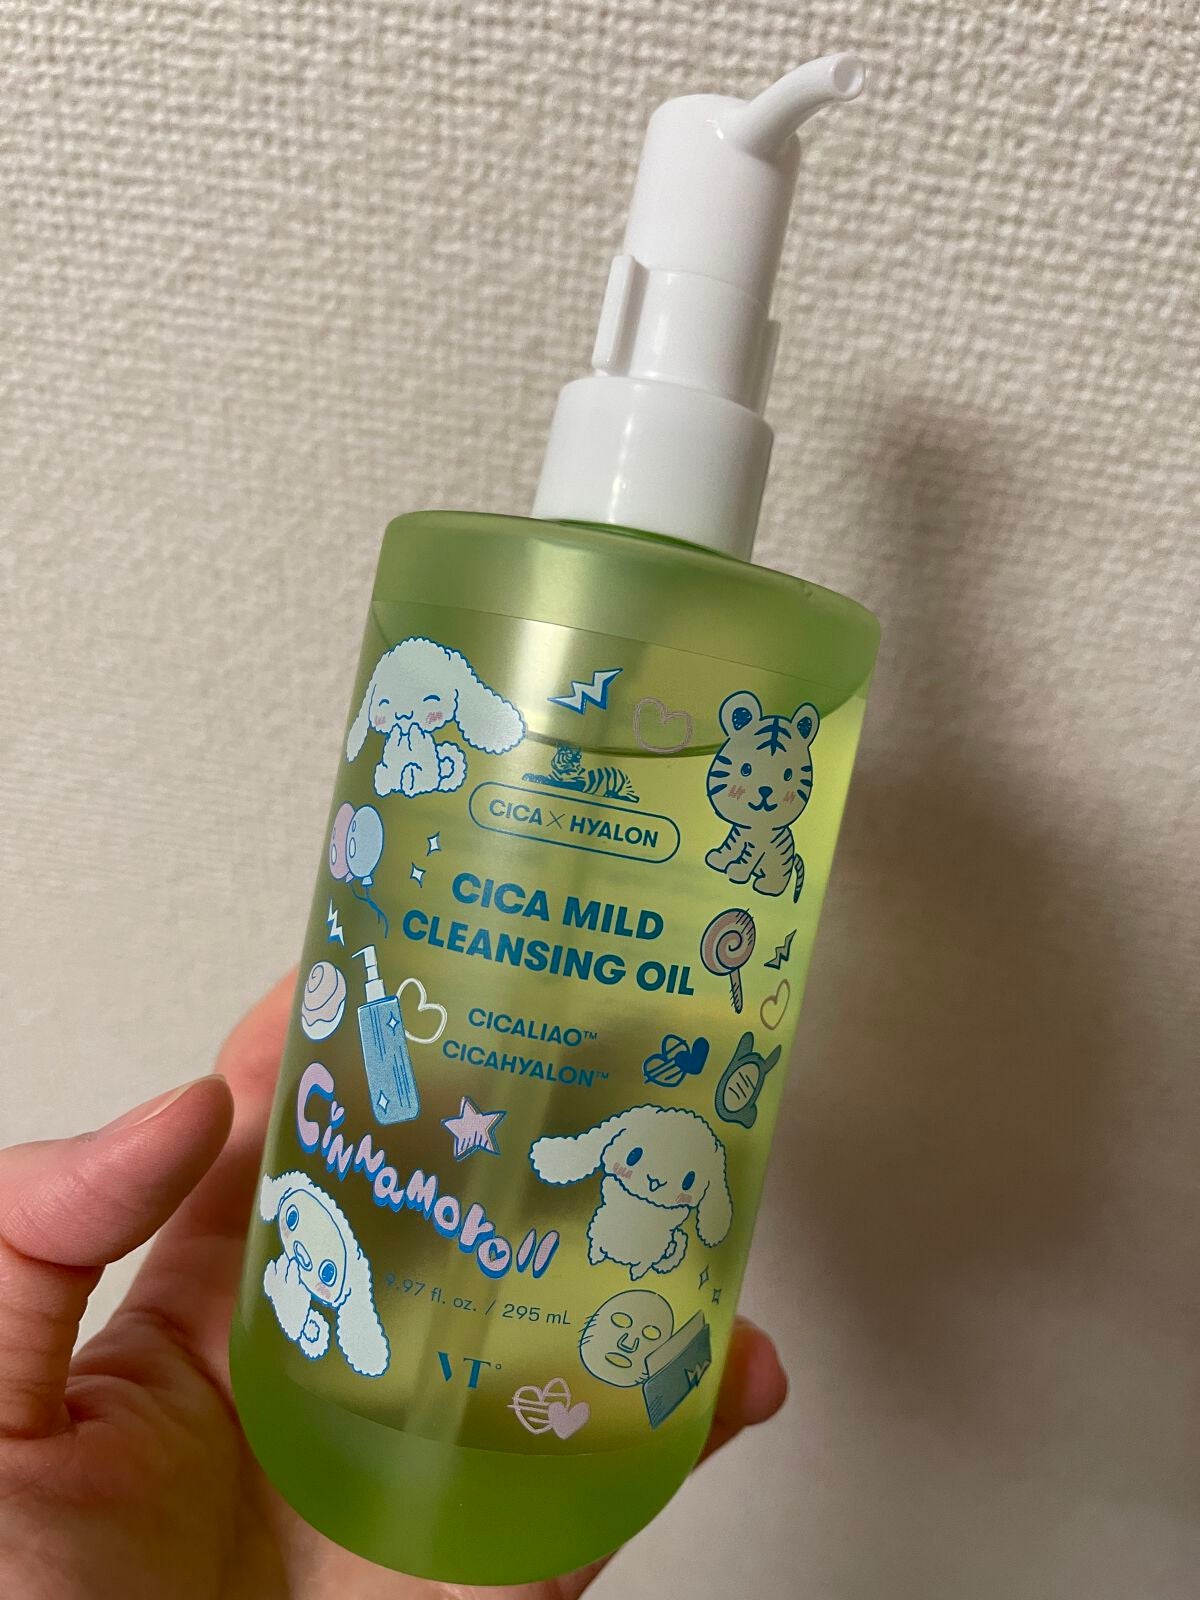 CICA × HYALON
CICA MILD
CLEANSING OIL
CICALIAO™
CICAHYALON™
Cinnamoroll
9.97 fl. oz. / 295 mL
VT°